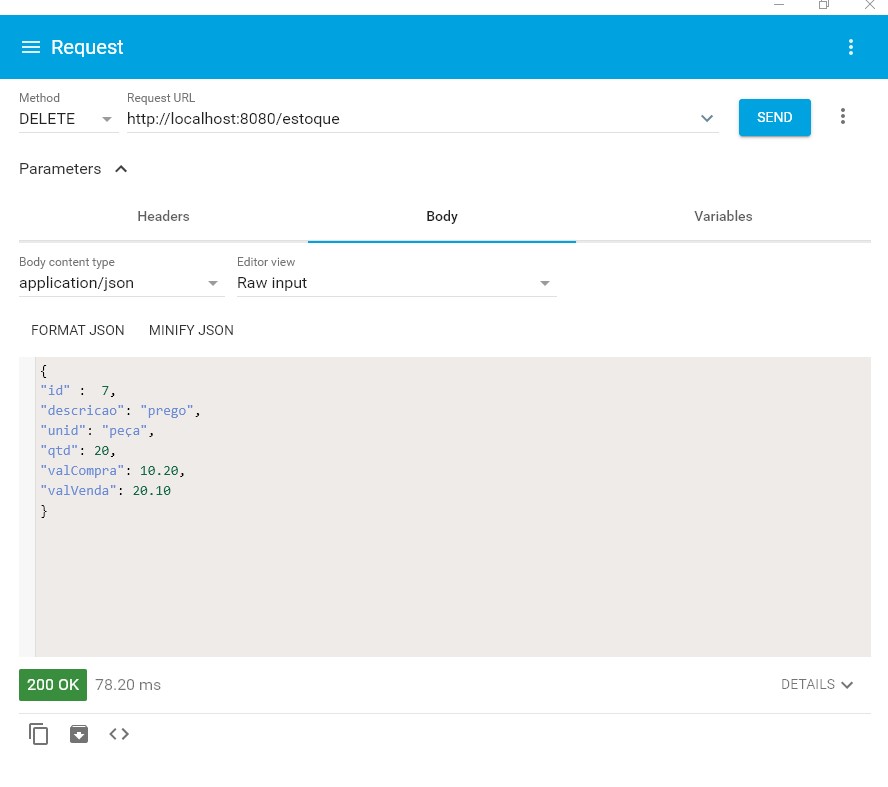 Request
Method
Request URL
DELETE
http://localhost:8080/estoque
SEND
Parameters
Headers
Body
Variables
Body content type
Editor view
application/json
Raw input
FORMAT JSON
MINIFY JSON
{
"id" :  7,
"descricao": "prego",
"unid": "peça",
"qtd": 20,
"valCompra": 10.20,
"valVenda": 20.10
}
200 OK
78.20 ms
DETAILS